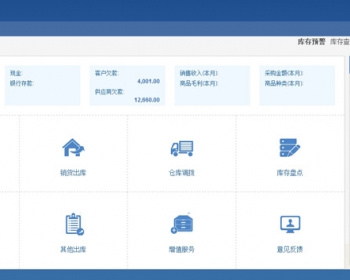 库存预警 库存盘
现金:
银行存款:
客户欠款:
4,001.00
供应商欠款:
12,660.00
销售收入(本月):
商品毛利(本月):
采购金额(本月):
商品种类(本月):
销货出库
仓库调拨
库存盘点
其他出库
增值服务
意见反馈